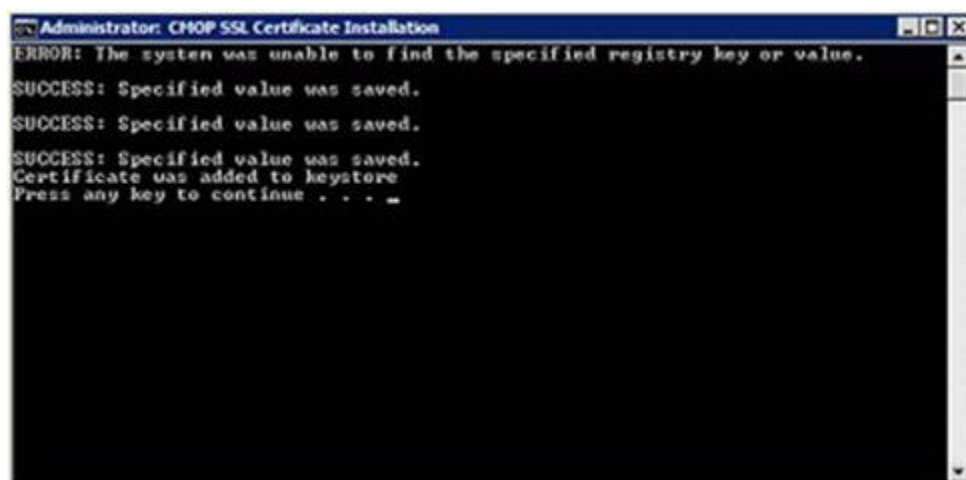 Administrator: CMOP SSL Certificate Installation
ERROR: The system was unable to find the specified registry key or value.
SUCCESS: Specified value was saved.
SUCCESS: Specified value was saved.
SUCCESS: Specified value was saved.
Certificate was added to keystore
Press any key to continue . . . _